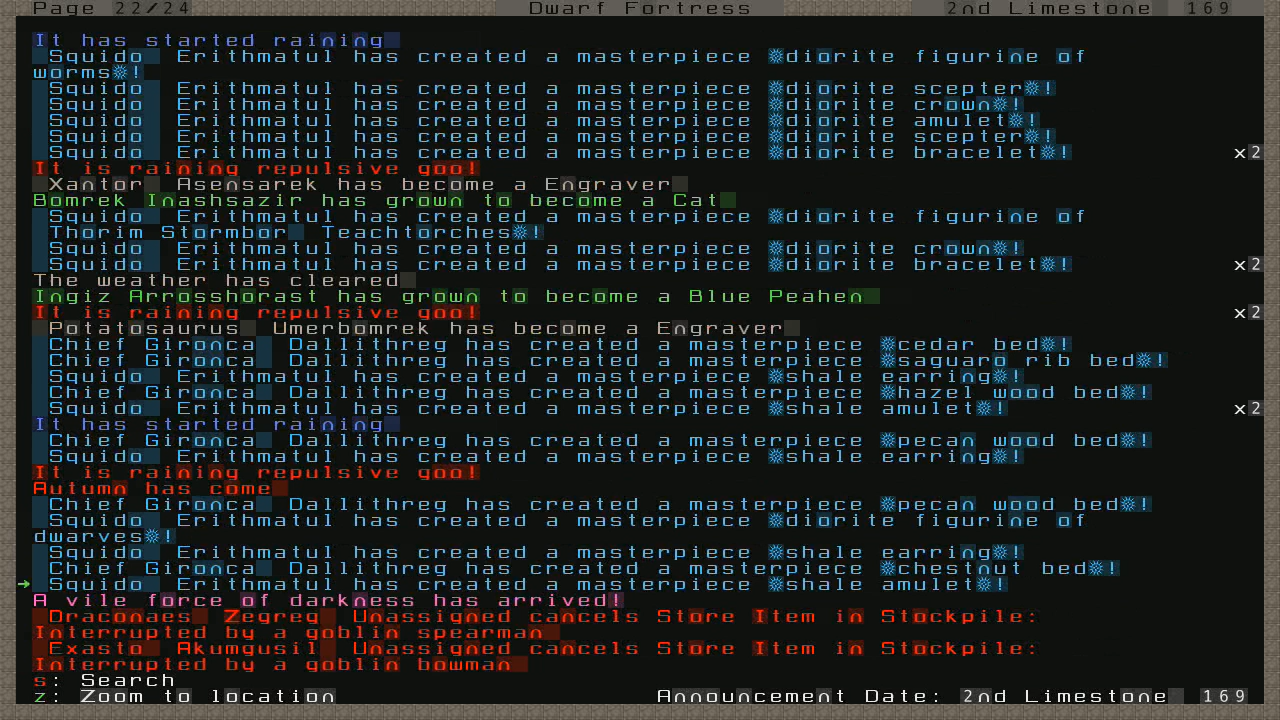 Page 22/24 Dwarf Fortress 2nd Limestone 169
It has started raining
Squido Erithmatul has created a masterpiece ☼diorite figurine of
worms☼!
Squido Erithmatul has created a masterpiece ☼diorite scepter☼!
Squido Erithmatul has created a masterpiece ☼diorite crown☼!
Squido Erithmatul has created a masterpiece ☼diorite amulet☼!
Squido Erithmatul has created a masterpiece ☼diorite scepter☼!
Squido Erithmatul has created a masterpiece ☼diorite bracelet☼! x2
It is raining repulsive goo!
Xantor Asensarek has become a Engraver
Bomrek Inashsazir has grown to become a Cat
Squido Erithmatul has created a masterpiece ☼diorite figurine of
Thorim Stormbor Teachtorches☼!
Squido Erithmatul has created a masterpiece ☼diorite crown☼!
Squido Erithmatul has created a masterpiece ☼diorite bracelet☼! x2
The weather has cleared
Ingiz Arrosshorast has grown to become a Blue Peahen
It is raining repulsive goo! x2
Potatosaurus Umerbomrek has become a Engraver
Chief Gironca Dallithreg has created a masterpiece ☼cedar bed☼!
Chief Gironca Dallithreg has created a masterpiece ☼saguaro rib bed☼!
Squido Erithmatul has created a masterpiece ☼shale earring☼!
Chief Gironca Dallithreg has created a masterpiece ☼hazel wood bed☼!
Squido Erithmatul has created a masterpiece ☼shale amulet☼! x2
It has started raining
Chief Gironca Dallithreg has created a masterpiece ☼pecan wood bed☼!
Squido Erithmatul has created a masterpiece ☼shale earring☼!
It is raining repulsive goo!
Autumn has come
Chief Gironca Dallithreg has created a masterpiece ☼pecan wood bed☼!
Squido Erithmatul has created a masterpiece ☼diorite figurine of
dwarves☼!
Squido Erithmatul has created a masterpiece ☼shale earring☼!
Chief Gironca Dallithreg has created a masterpiece ☼chestnut bed☼!
→ Squido Erithmatul has created a masterpiece ☼shale amulet☼!
A vile force of darkness has arrived!
Draconaes Zegreg Unassigned cancels Store Item in Stockpile:
Interrupted by a goblin spearman
Exasto Akumgusil Unassigned cancels Store Item in Stockpile:
Interrupted by a goblin bowman
s: Search
z: Zoom to location Announcement Date: 2nd Limestone 169